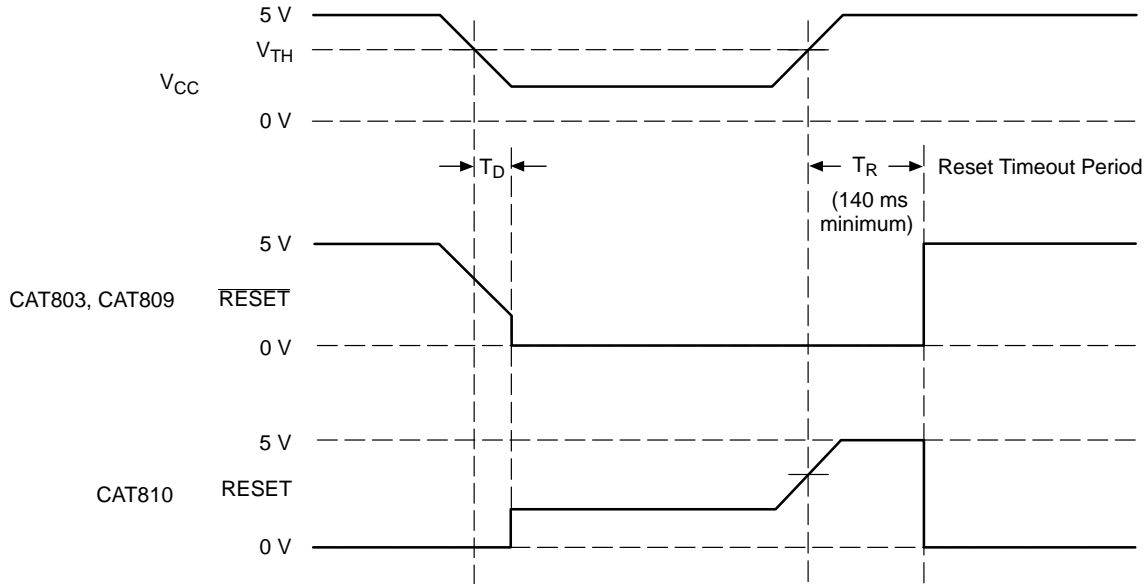 5 V
V_TH
V_CC
0 V
T_D
T_R
Reset Timeout Period
(140 ms
minimum)
5 V
CAT803, CAT809 RESET
0 V
5 V
CAT810 RESET
0 V